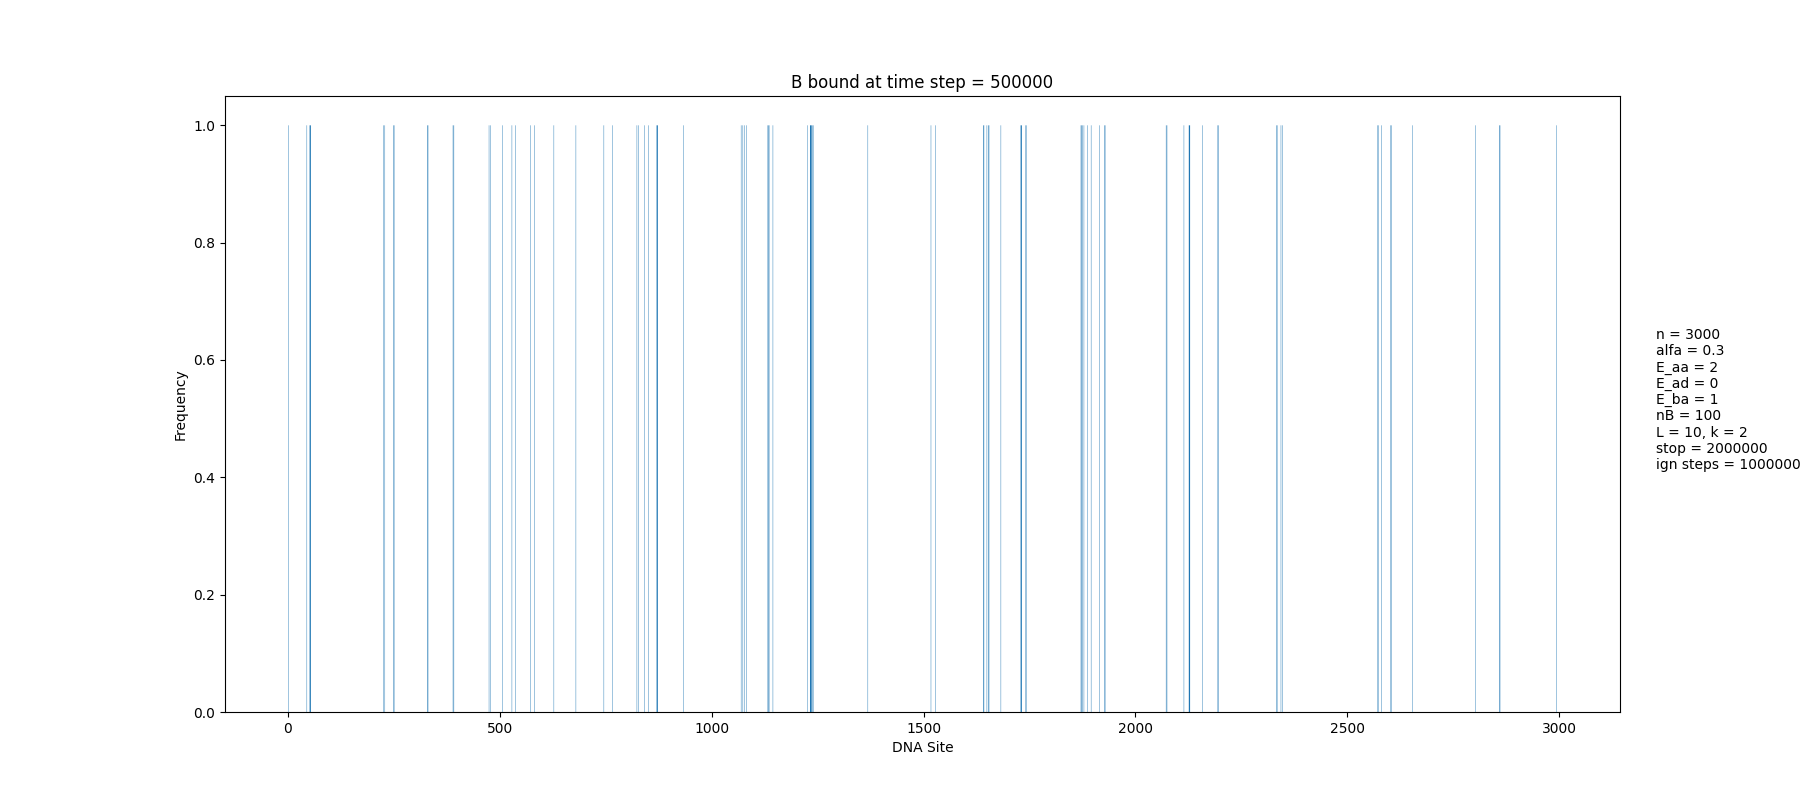 B bound at time step = 500000
1.0
0.8
0.6
0.4
0.2
0.0
Frequency
0 500 1000 1500 2000 2500 3000
DNA Site
n = 3000
alfa = 0.3
E_aa = 2
E_ad = 0
E_ba = 1
nB = 100
L = 10, k = 2
stop = 2000000
ign steps = 1000000